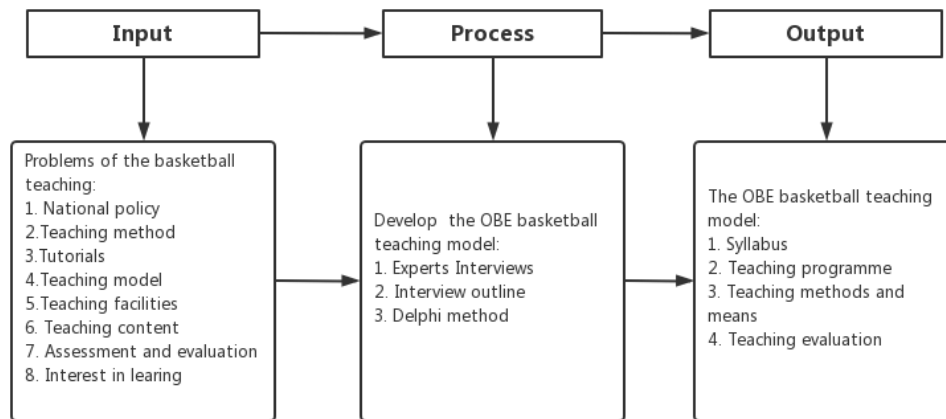 Input
Process
Output
Problems of the basketball
teaching:
1. National policy
2.Teaching method
3.Tutorials
4.Teaching model
5.Teaching facilities
6. Teaching content
7. Assessment and evaluation
8. Interest in learing
Develop the OBE basketball
teaching model:
1. Experts Interviews
2. Interview outline
3. Delphi method
The OBE basketball teaching
model:
1. Syllabus
2. Teaching programme
3. Teaching methods and
means
4. Teaching evaluation